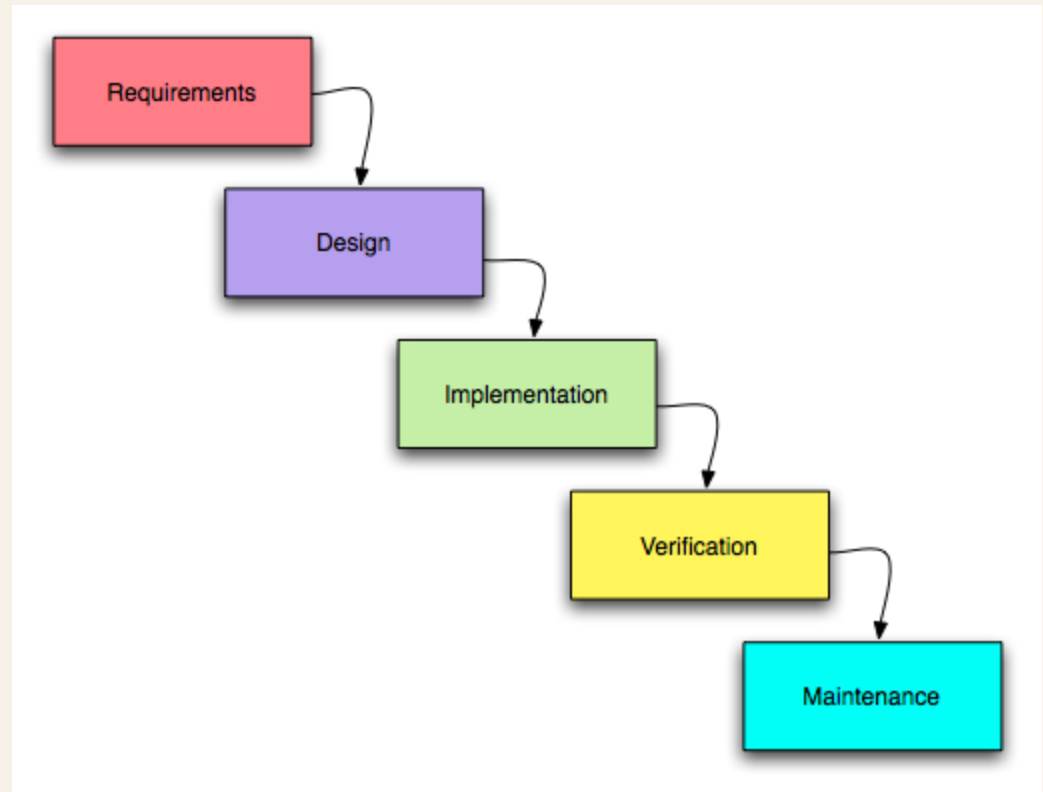 Requirements
Design
Implementation
Verification
Maintenance